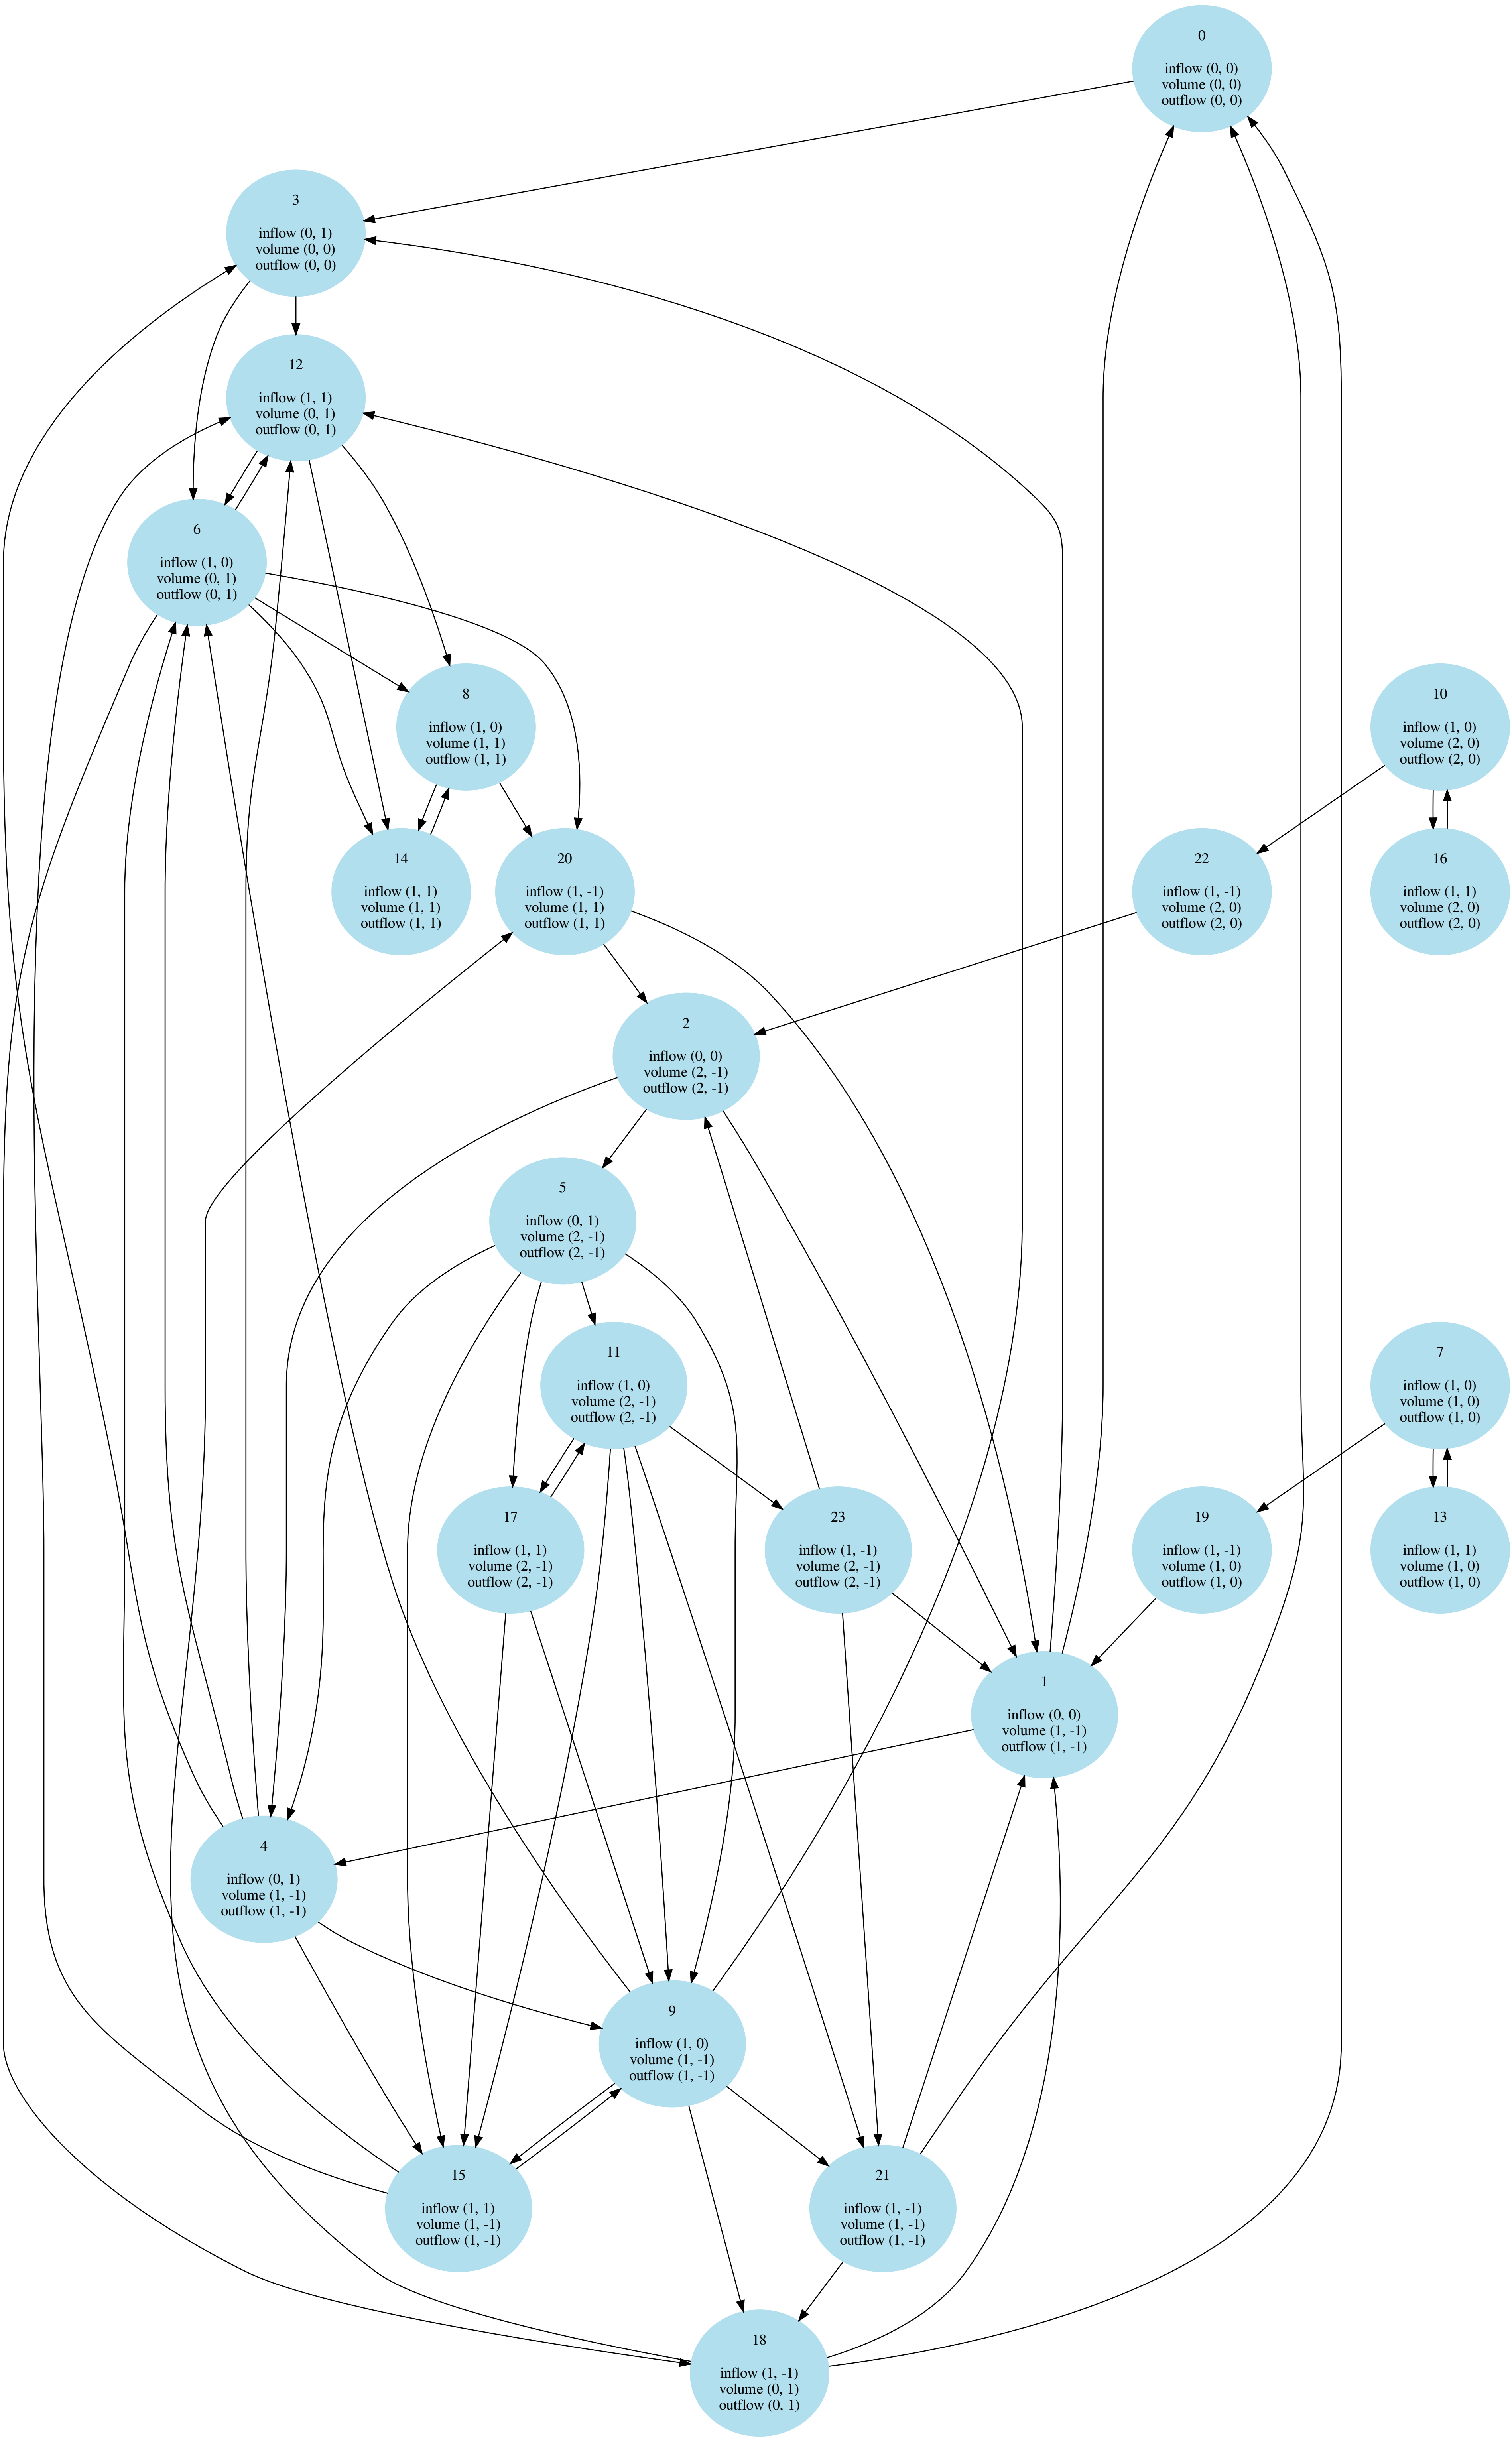 0
inflow (0, 0)
volume (0, 0)
outflow (0, 0)
3
inflow (0, 1)
volume (0, 0)
outflow (0, 0)
12
inflow (1, 1)
volume (0, 1)
outflow (0, 1)
6
inflow (1, 0)
volume (0, 1)
outflow (0, 1)
8
inflow (1, 0)
volume (1, 1)
outflow (1, 1)
10
inflow (1, 0)
volume (2, 0)
outflow (2, 0)
14
inflow (1, 1)
volume (1, 1)
outflow (1, 1)
20
inflow (1, -1)
volume (1, 1)
outflow (1, 1)
22
inflow (1, -1)
volume (2, 0)
outflow (2, 0)
16
inflow (1, 1)
volume (2, 0)
outflow (2, 0)
2
inflow (0, 0)
volume (2, -1)
outflow (2, -1)
5
inflow (0, 1)
volume (2, -1)
outflow (2, -1)
11
inflow (1, 0)
volume (2, -1)
outflow (2, -1)
7
inflow (1, 0)
volume (1, 0)
outflow (1, 0)
17
inflow (1, 1)
volume (2, -1)
outflow (2, -1)
23
inflow (1, -1)
volume (2, -1)
outflow (2, -1)
19
inflow (1, -1)
volume (1, 0)
outflow (1, 0)
13
inflow (1, 1)
volume (1, 0)
outflow (1, 0)
1
inflow (0, 0)
volume (1, -1)
outflow (1, -1)
4
inflow (0, 1)
volume (1, -1)
outflow (1, -1)
9
inflow (1, 0)
volume (1, -1)
outflow (1, -1)
15
inflow (1, 1)
volume (1, -1)
outflow (1, -1)
21
inflow (1, -1)
volume (1, -1)
outflow (1, -1)
18
inflow (1, -1)
volume (0, 1)
outflow (0, 1)